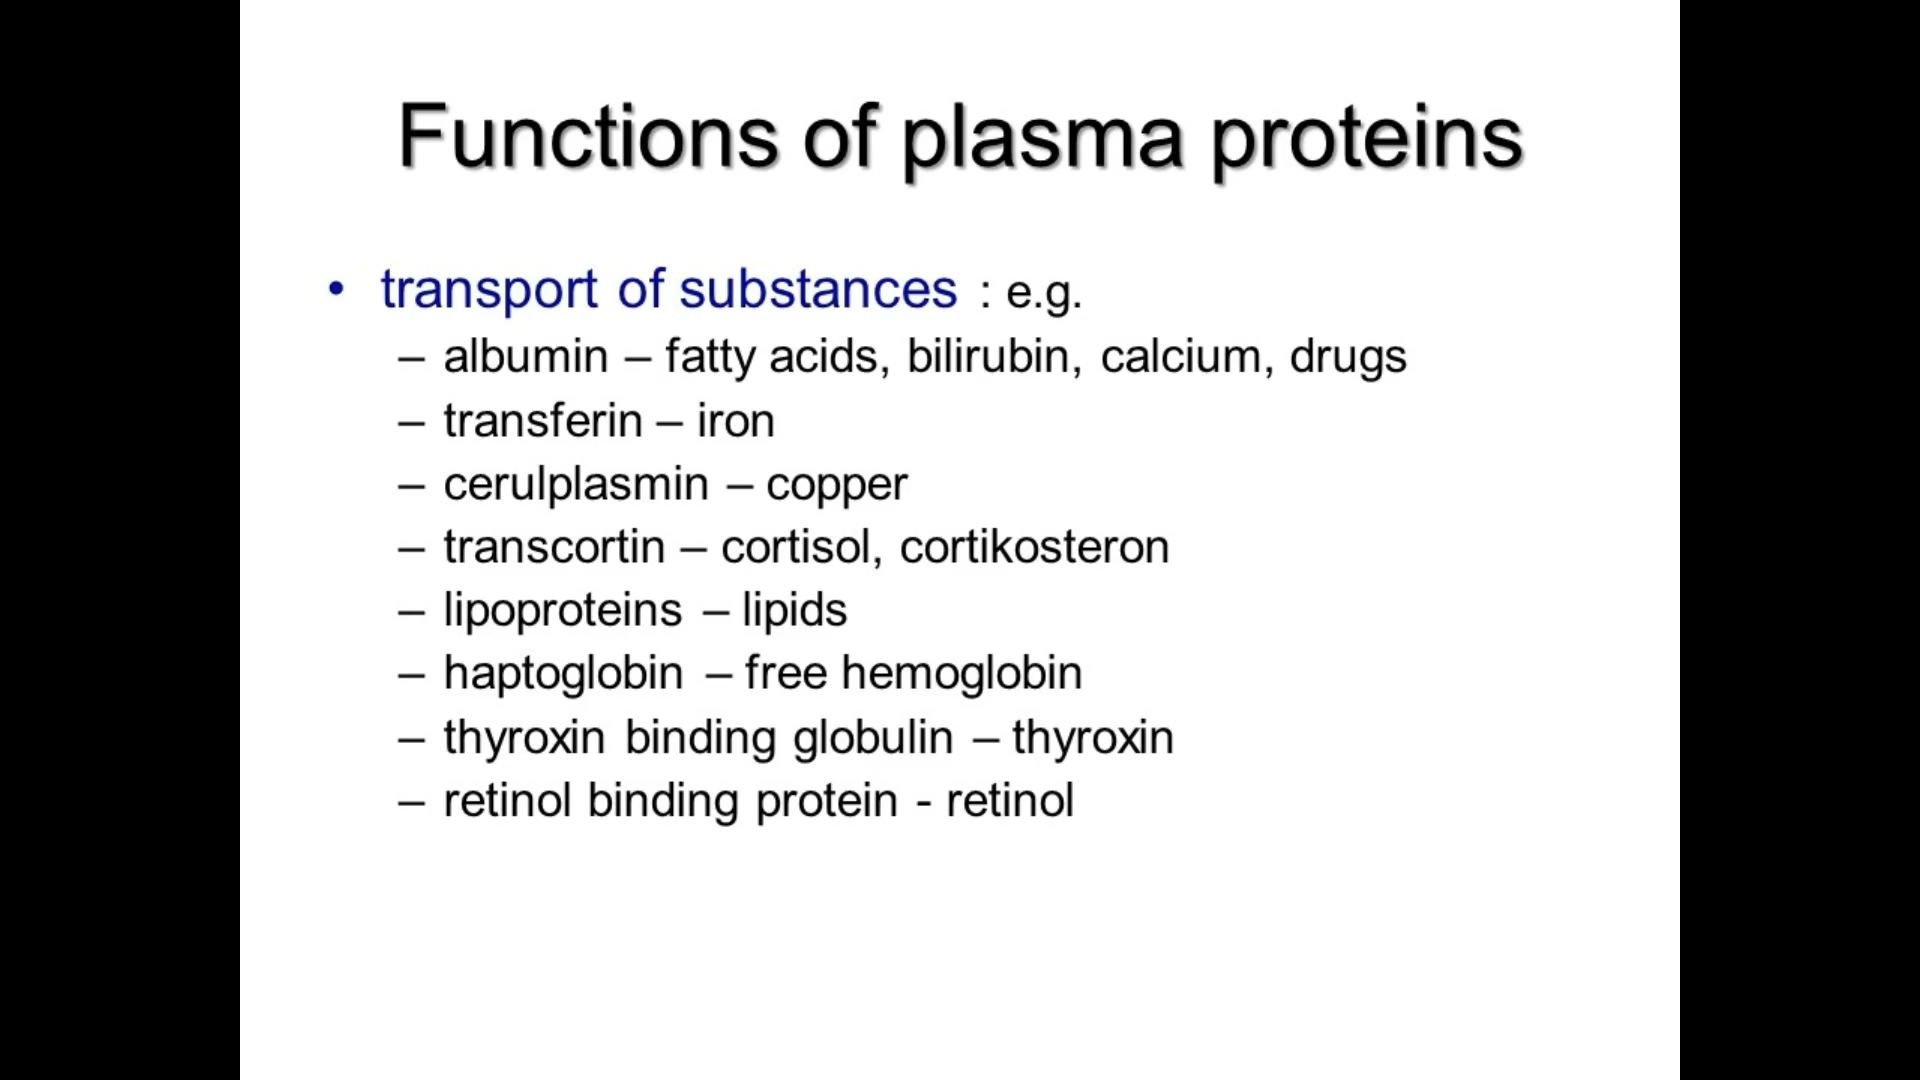 Functions of plasma proteins
• transport of substances : e.g.
– albumin – fatty acids, bilirubin, calcium, drugs
– transferin – iron
– cerulplasmin – copper
– transcortin – cortisol, cortikosteron
– lipoproteins – lipids
– haptoglobin – free hemoglobin
– thyroxin binding globulin – thyroxin
– retinol binding protein - retinol